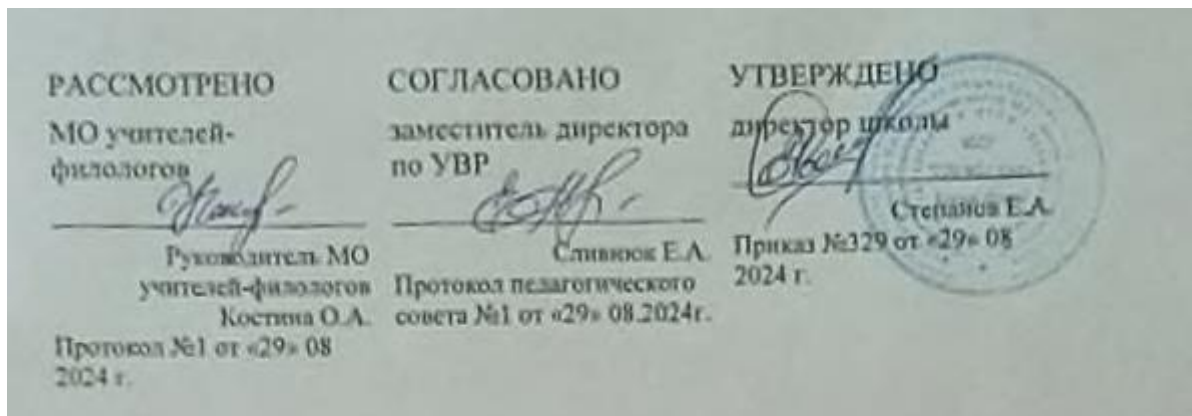 РАССМОТРЕНО
МО учителей-
филологов
Руководитель МО
учителей-филологов
Костина О.А.
Протокол №1 от «29» 08
2024 г.
СОГЛАСОВАНО
заместитель директора
по УВР
Сливнюк Е.А.
Протокол педагогического
совета №1 от «29» 08.2024г.
УТВЕРЖДЕНО
директор школы
Степанов Е.А.
Приказ №329 от «29» 08
2024 г.